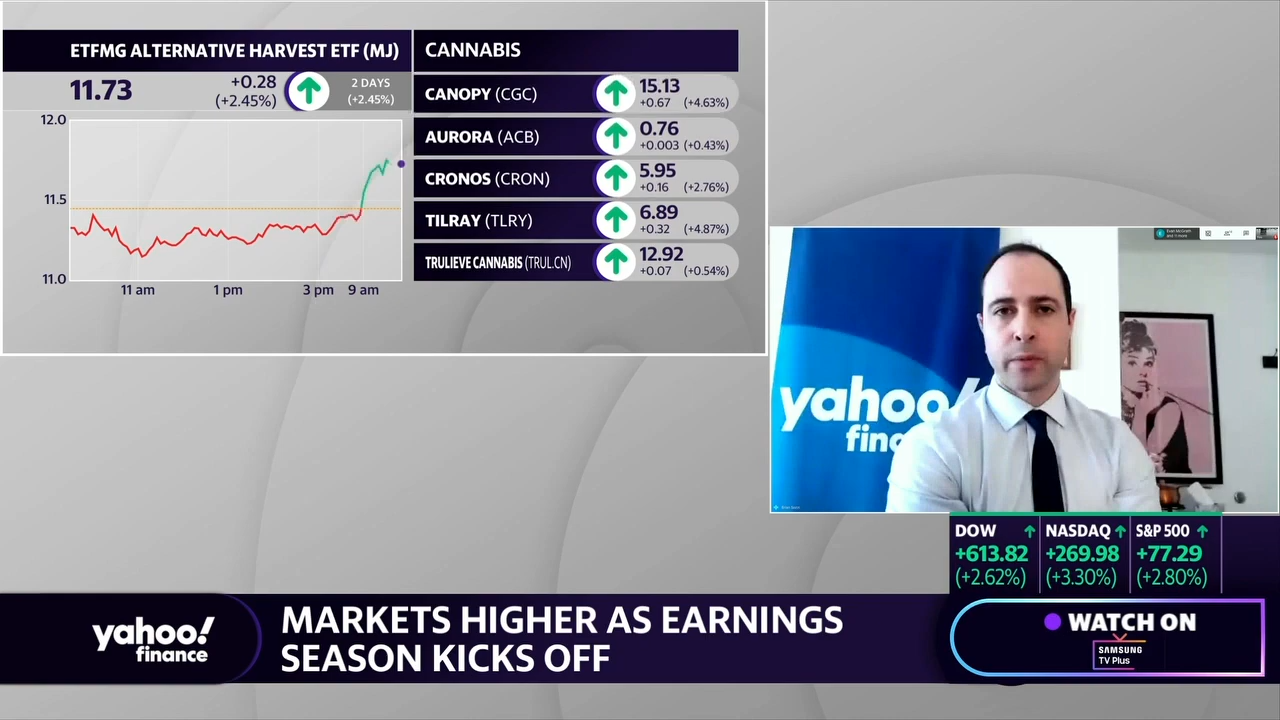 ETFMG ALTERNATIVE HARVEST ETF (MJ)
11.73
+0.28
(+2.45%)
2 DAYS
(+2.45%)
12.0
11.5
11.0
11 am
1 pm
3 pm
9 am
CANNABIS
CANOPY (CGC)
15.13
+0.67 (+4.63%)
AURORA (ACB)
0.76
+0.003 (+0.43%)
CRONOS (CRON)
5.95
+0.16 (+2.76%)
TILRAY (TLRY)
6.89
+0.32 (+4.87%)
TRULIEVE CANNABIS (TRUL.CN)
12.92
+0.07 (+0.54%)
yahoo!
DOW
+613.82
(+2.62%)
NASDAQ
+269.98
(+3.30%)
S&P 500
+77.29
(+2.80%)
yahoo!
finance
MARKETS HIGHER AS EARNINGS
SEASON KICKS OFF
WATCH ON
SAMSUNG
TV Plus